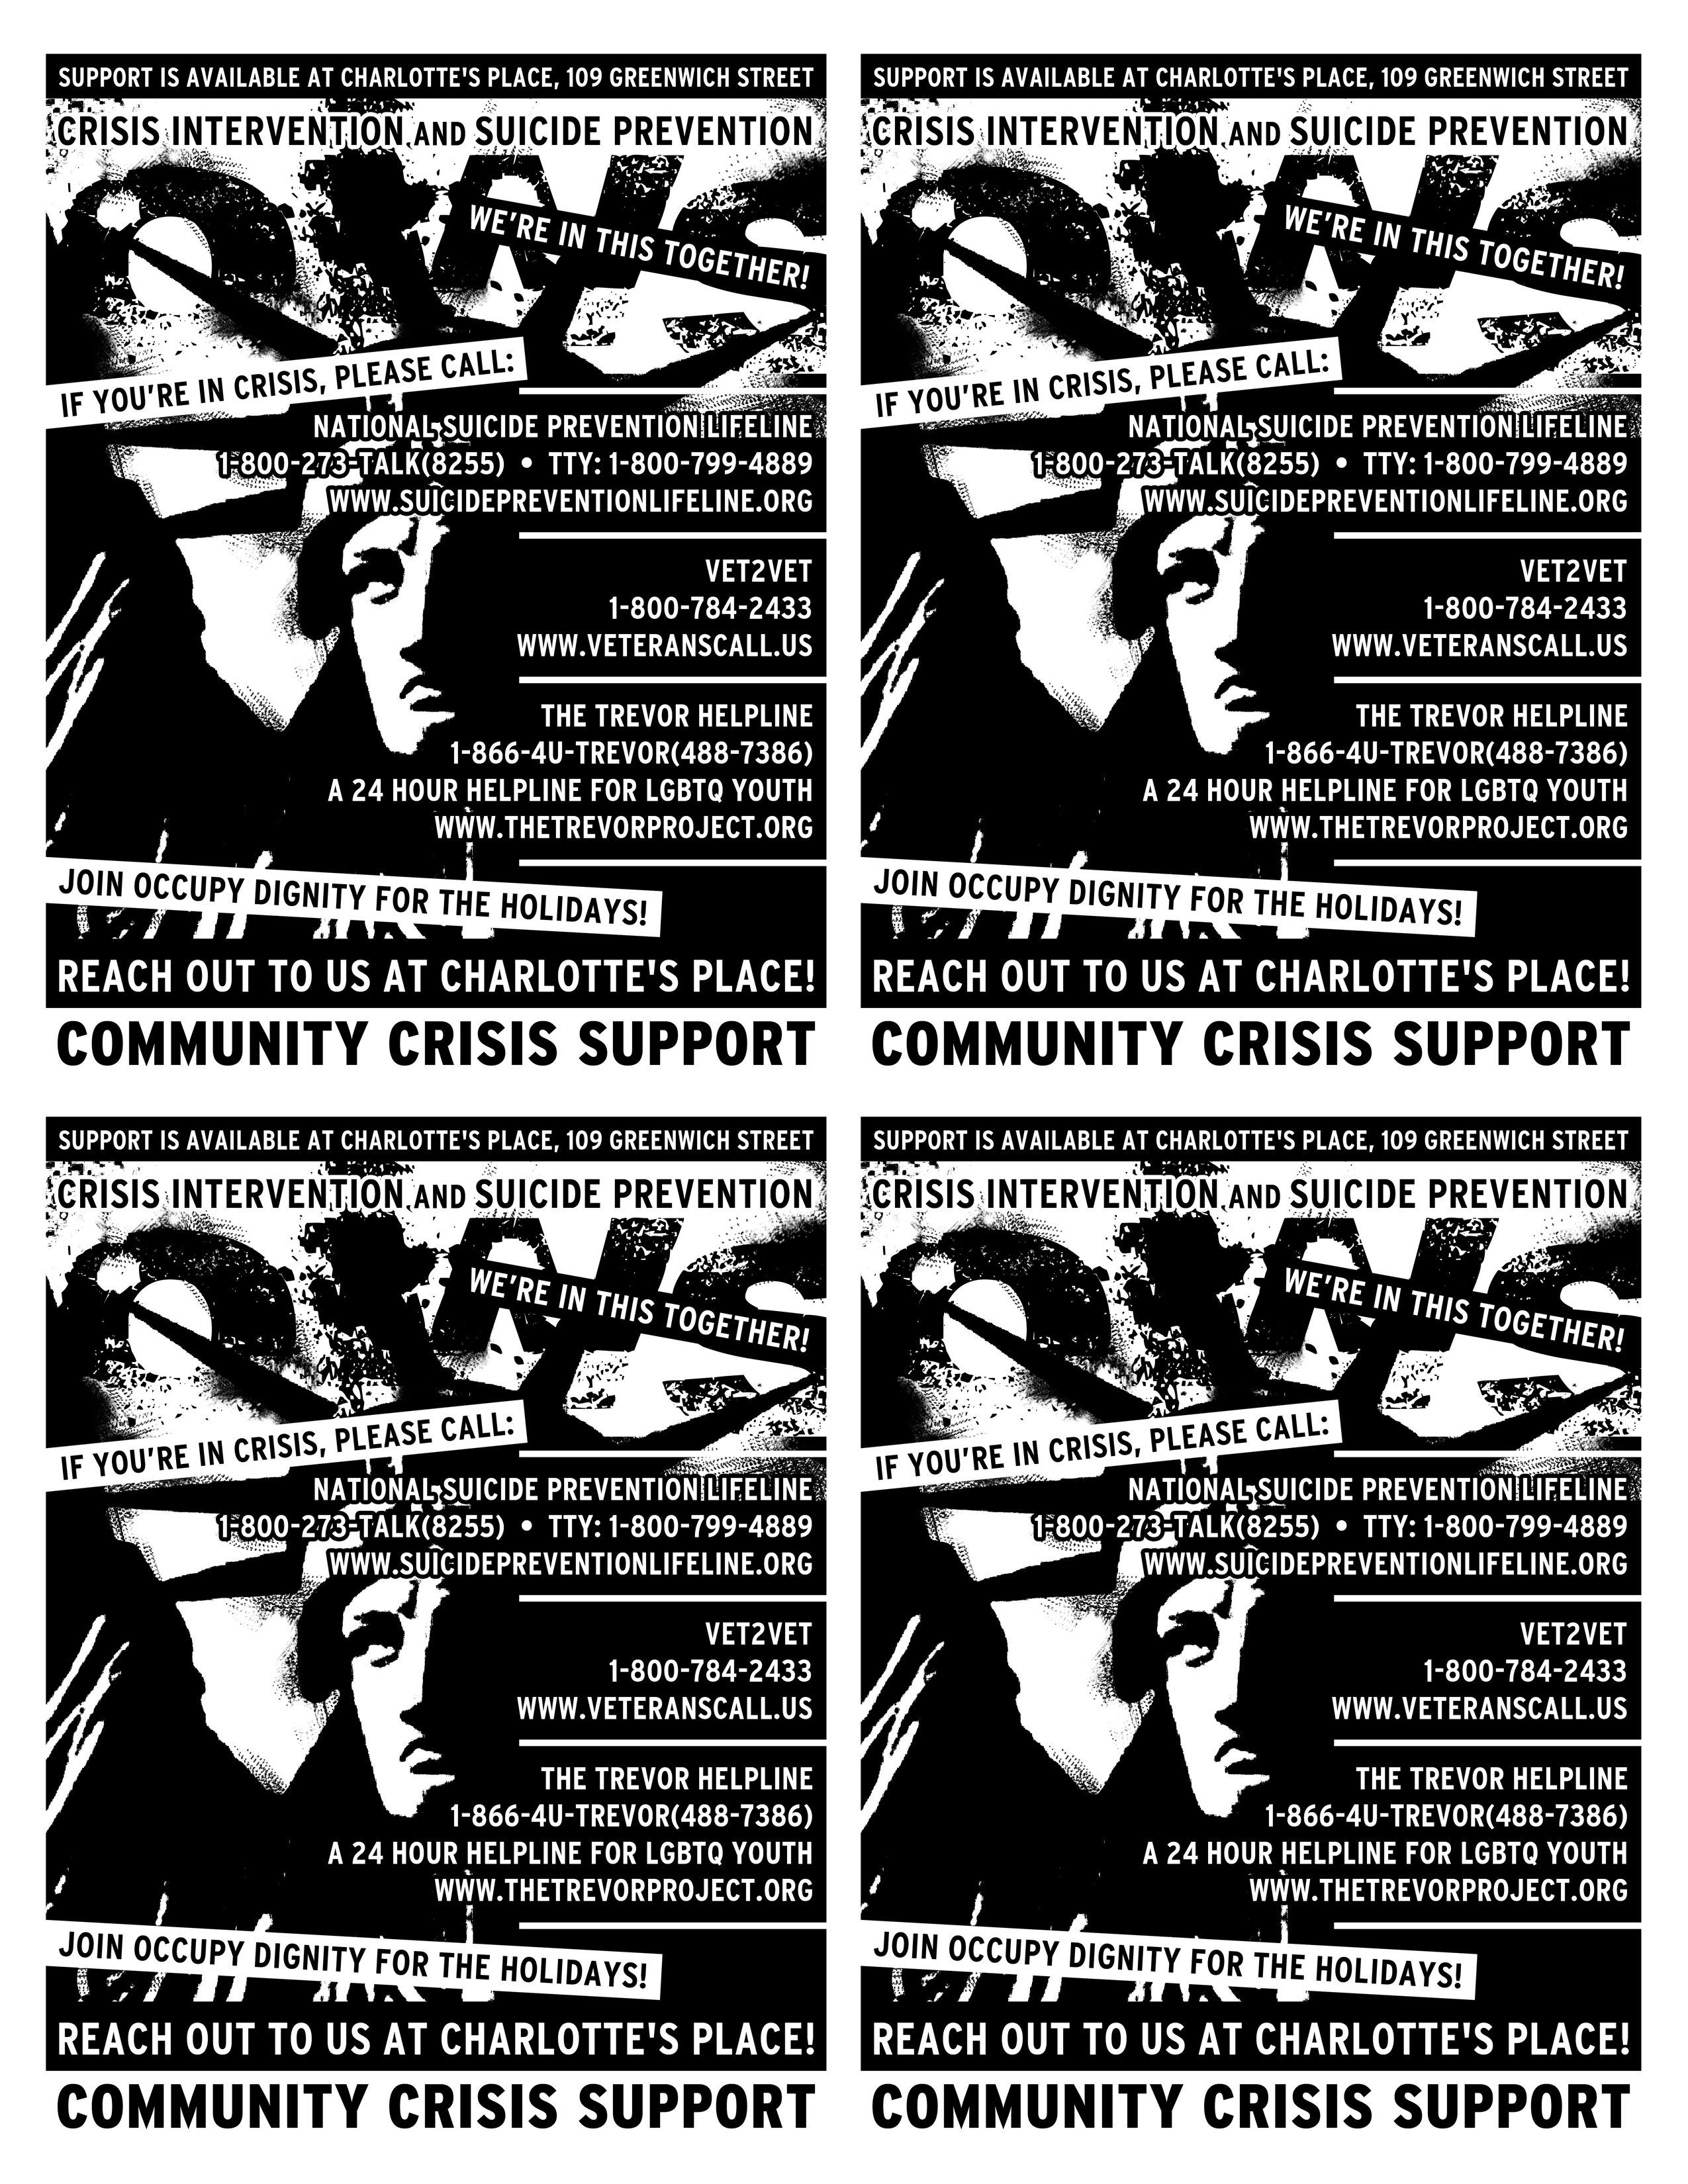 SUPPORT IS AVAILABLE AT CHARLOTTE'S PLACE, 109 GREENWICH STREET
CRISIS INTERVENTION AND SUICIDE PREVENTION
WE'RE IN THIS TOGETHER!
IF YOU'RE IN CRISIS, PLEASE CALL:
NATIONAL SUICIDE PREVENTION LIFELINE
1-800-273-TALK(8255) • TTY: 1-800-799-4889
WWW.SUICIDEPREVENTIONLIFELINE.ORG
VET2VET
1-800-784-2433
WWW.VETERANSCALL.US
THE TREVOR HELPLINE
1-866-4U-TREVOR(488-7386)
A 24 HOUR HELPLINE FOR LGBTQ YOUTH
WWW.THETREVORPROJECT.ORG
JOIN OCCUPY DIGNITY FOR THE HOLIDAYS!
REACH OUT TO US AT CHARLOTTE'S PLACE!
COMMUNITY CRISIS SUPPORT
SUPPORT IS AVAILABLE AT CHARLOTTE'S PLACE, 109 GREENWICH STREET
CRISIS INTERVENTION AND SUICIDE PREVENTION
WE'RE IN THIS TOGETHER!
IF YOU'RE IN CRISIS, PLEASE CALL:
NATIONAL SUICIDE PREVENTION LIFELINE
1-800-273-TALK(8255) • TTY: 1-800-799-4889
WWW.SUICIDEPREVENTIONLIFELINE.ORG
VET2VET
1-800-784-2433
WWW.VETERANSCALL.US
THE TREVOR HELPLINE
1-866-4U-TREVOR(488-7386)
A 24 HOUR HELPLINE FOR LGBTQ YOUTH
WWW.THETREVORPROJECT.ORG
JOIN OCCUPY DIGNITY FOR THE HOLIDAYS!
REACH OUT TO US AT CHARLOTTE'S PLACE!
COMMUNITY CRISIS SUPPORT
SUPPORT IS AVAILABLE AT CHARLOTTE'S PLACE, 109 GREENWICH STREET
CRISIS INTERVENTION AND SUICIDE PREVENTION
WE'RE IN THIS TOGETHER!
IF YOU'RE IN CRISIS, PLEASE CALL:
NATIONAL SUICIDE PREVENTION LIFELINE
1-800-273-TALK(8255) • TTY: 1-800-799-4889
WWW.SUICIDEPREVENTIONLIFELINE.ORG
VET2VET
1-800-784-2433
WWW.VETERANSCALL.US
THE TREVOR HELPLINE
1-866-4U-TREVOR(488-7386)
A 24 HOUR HELPLINE FOR LGBTQ YOUTH
WWW.THETREVORPROJECT.ORG
JOIN OCCUPY DIGNITY FOR THE HOLIDAYS!
REACH OUT TO US AT CHARLOTTE'S PLACE!
COMMUNITY CRISIS SUPPORT
SUPPORT IS AVAILABLE AT CHARLOTTE'S PLACE, 109 GREENWICH STREET
CRISIS INTERVENTION AND SUICIDE PREVENTION
WE'RE IN THIS TOGETHER!
IF YOU'RE IN CRISIS, PLEASE CALL:
NATIONAL SUICIDE PREVENTION LIFELINE
1-800-273-TALK(8255) • TTY: 1-800-799-4889
WWW.SUICIDEPREVENTIONLIFELINE.ORG
VET2VET
1-800-784-2433
WWW.VETERANSCALL.US
THE TREVOR HELPLINE
1-866-4U-TREVOR(488-7386)
A 24 HOUR HELPLINE FOR LGBTQ YOUTH
WWW.THETREVORPROJECT.ORG
JOIN OCCUPY DIGNITY FOR THE HOLIDAYS!
REACH OUT TO US AT CHARLOTTE'S PLACE!
COMMUNITY CRISIS SUPPORT